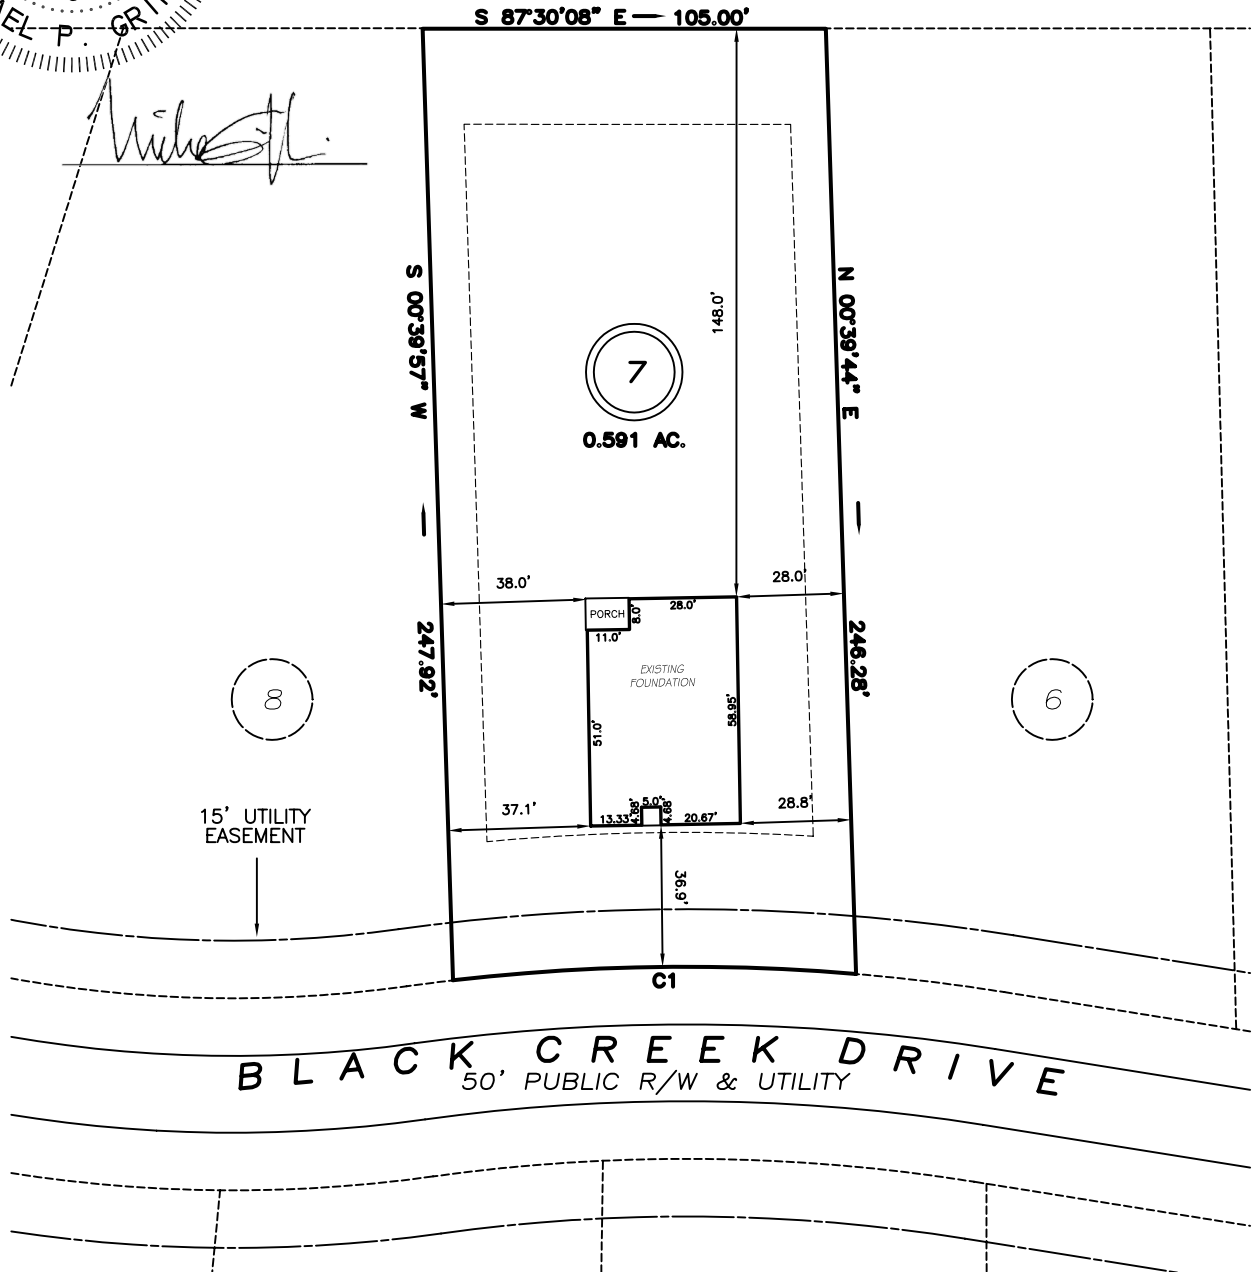 S 87°30'08" E — 105.00'
EL P. GRI
S 00°39'57" W — 247.92'
N 00°39'44" E — 246.28'
148.0'
7
0.591 AC.
38.0'
28.0'
PORCH
8.0'
28.0'
11.0'
EXISTING
FOUNDATION
51.0'
58.95'
8
6
15' UTILITY
EASEMENT
37.1'
13.33'
4.68'
5.0'
4.68'
20.67'
28.8'
36.9'
C1
BLACK CREEK DRIVE
50' PUBLIC R/W & UTILITY